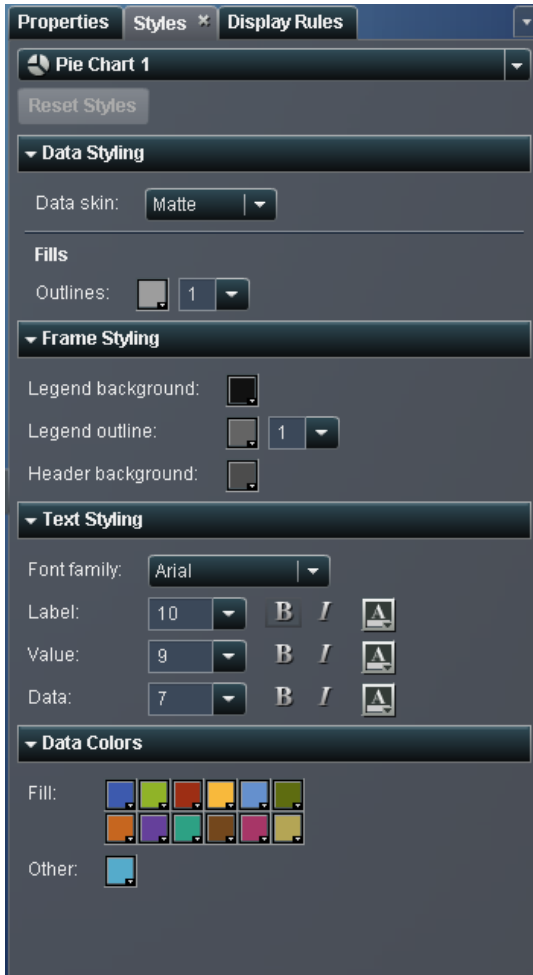 Properties Styles Display Rules
Pie Chart 1
Reset Styles
Data Styling
Data skin: Matte
Fills
Outlines: 1
Frame Styling
Legend background:
Legend outline: 1
Header background:
Text Styling
Font family: Arial
Label: 10 B I A
Value: 9 B I A
Data: 7 B I A
Data Colors
Fill:
Other: